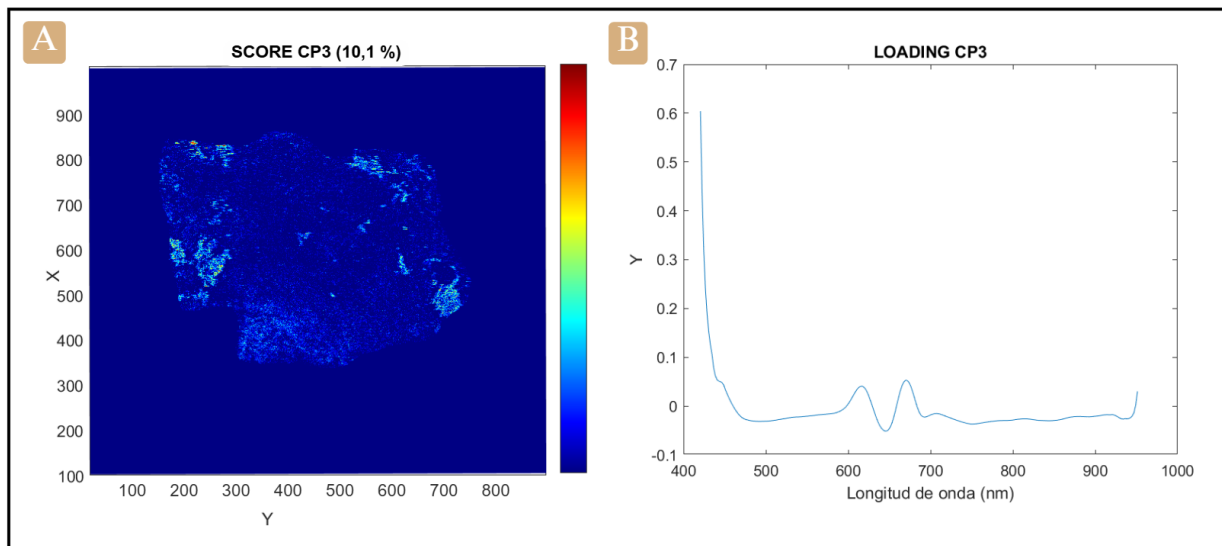 A
SCORE CP3 (10,1 %)
900
800
700
600
500
400
300
200
100
X
100 200 300 400 500 600 700 800
Y
B
LOADING CP3
0.7
0.6
0.5
0.4
0.3
0.2
0.1
0
-0.1
Y
400 500 600 700 800 900 1000
Longitud de onda (nm)